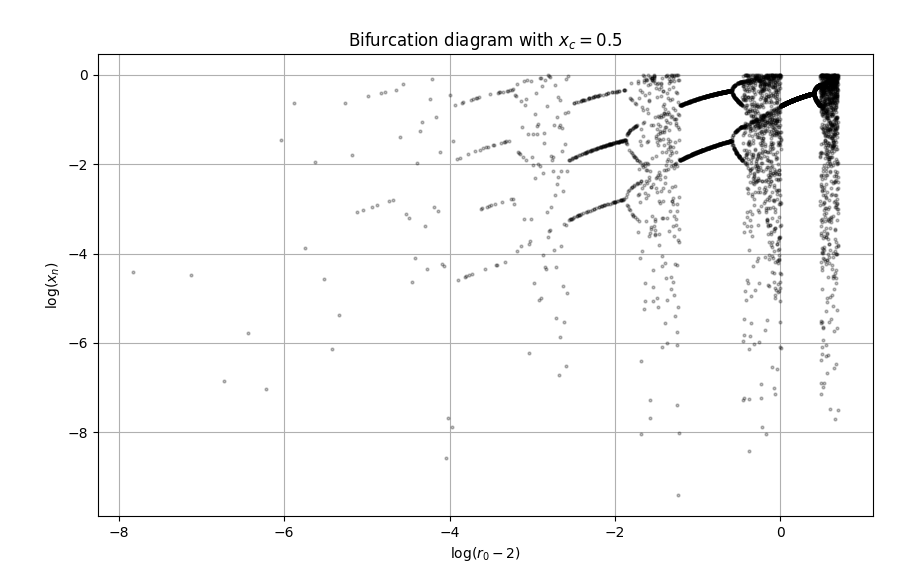 Bifurcation diagram with $x_c = 0.5$
0
−2
−4
−6
−8
log($x_n$)
−8 −6 −4 −2 0
log($r_0 − 2$)